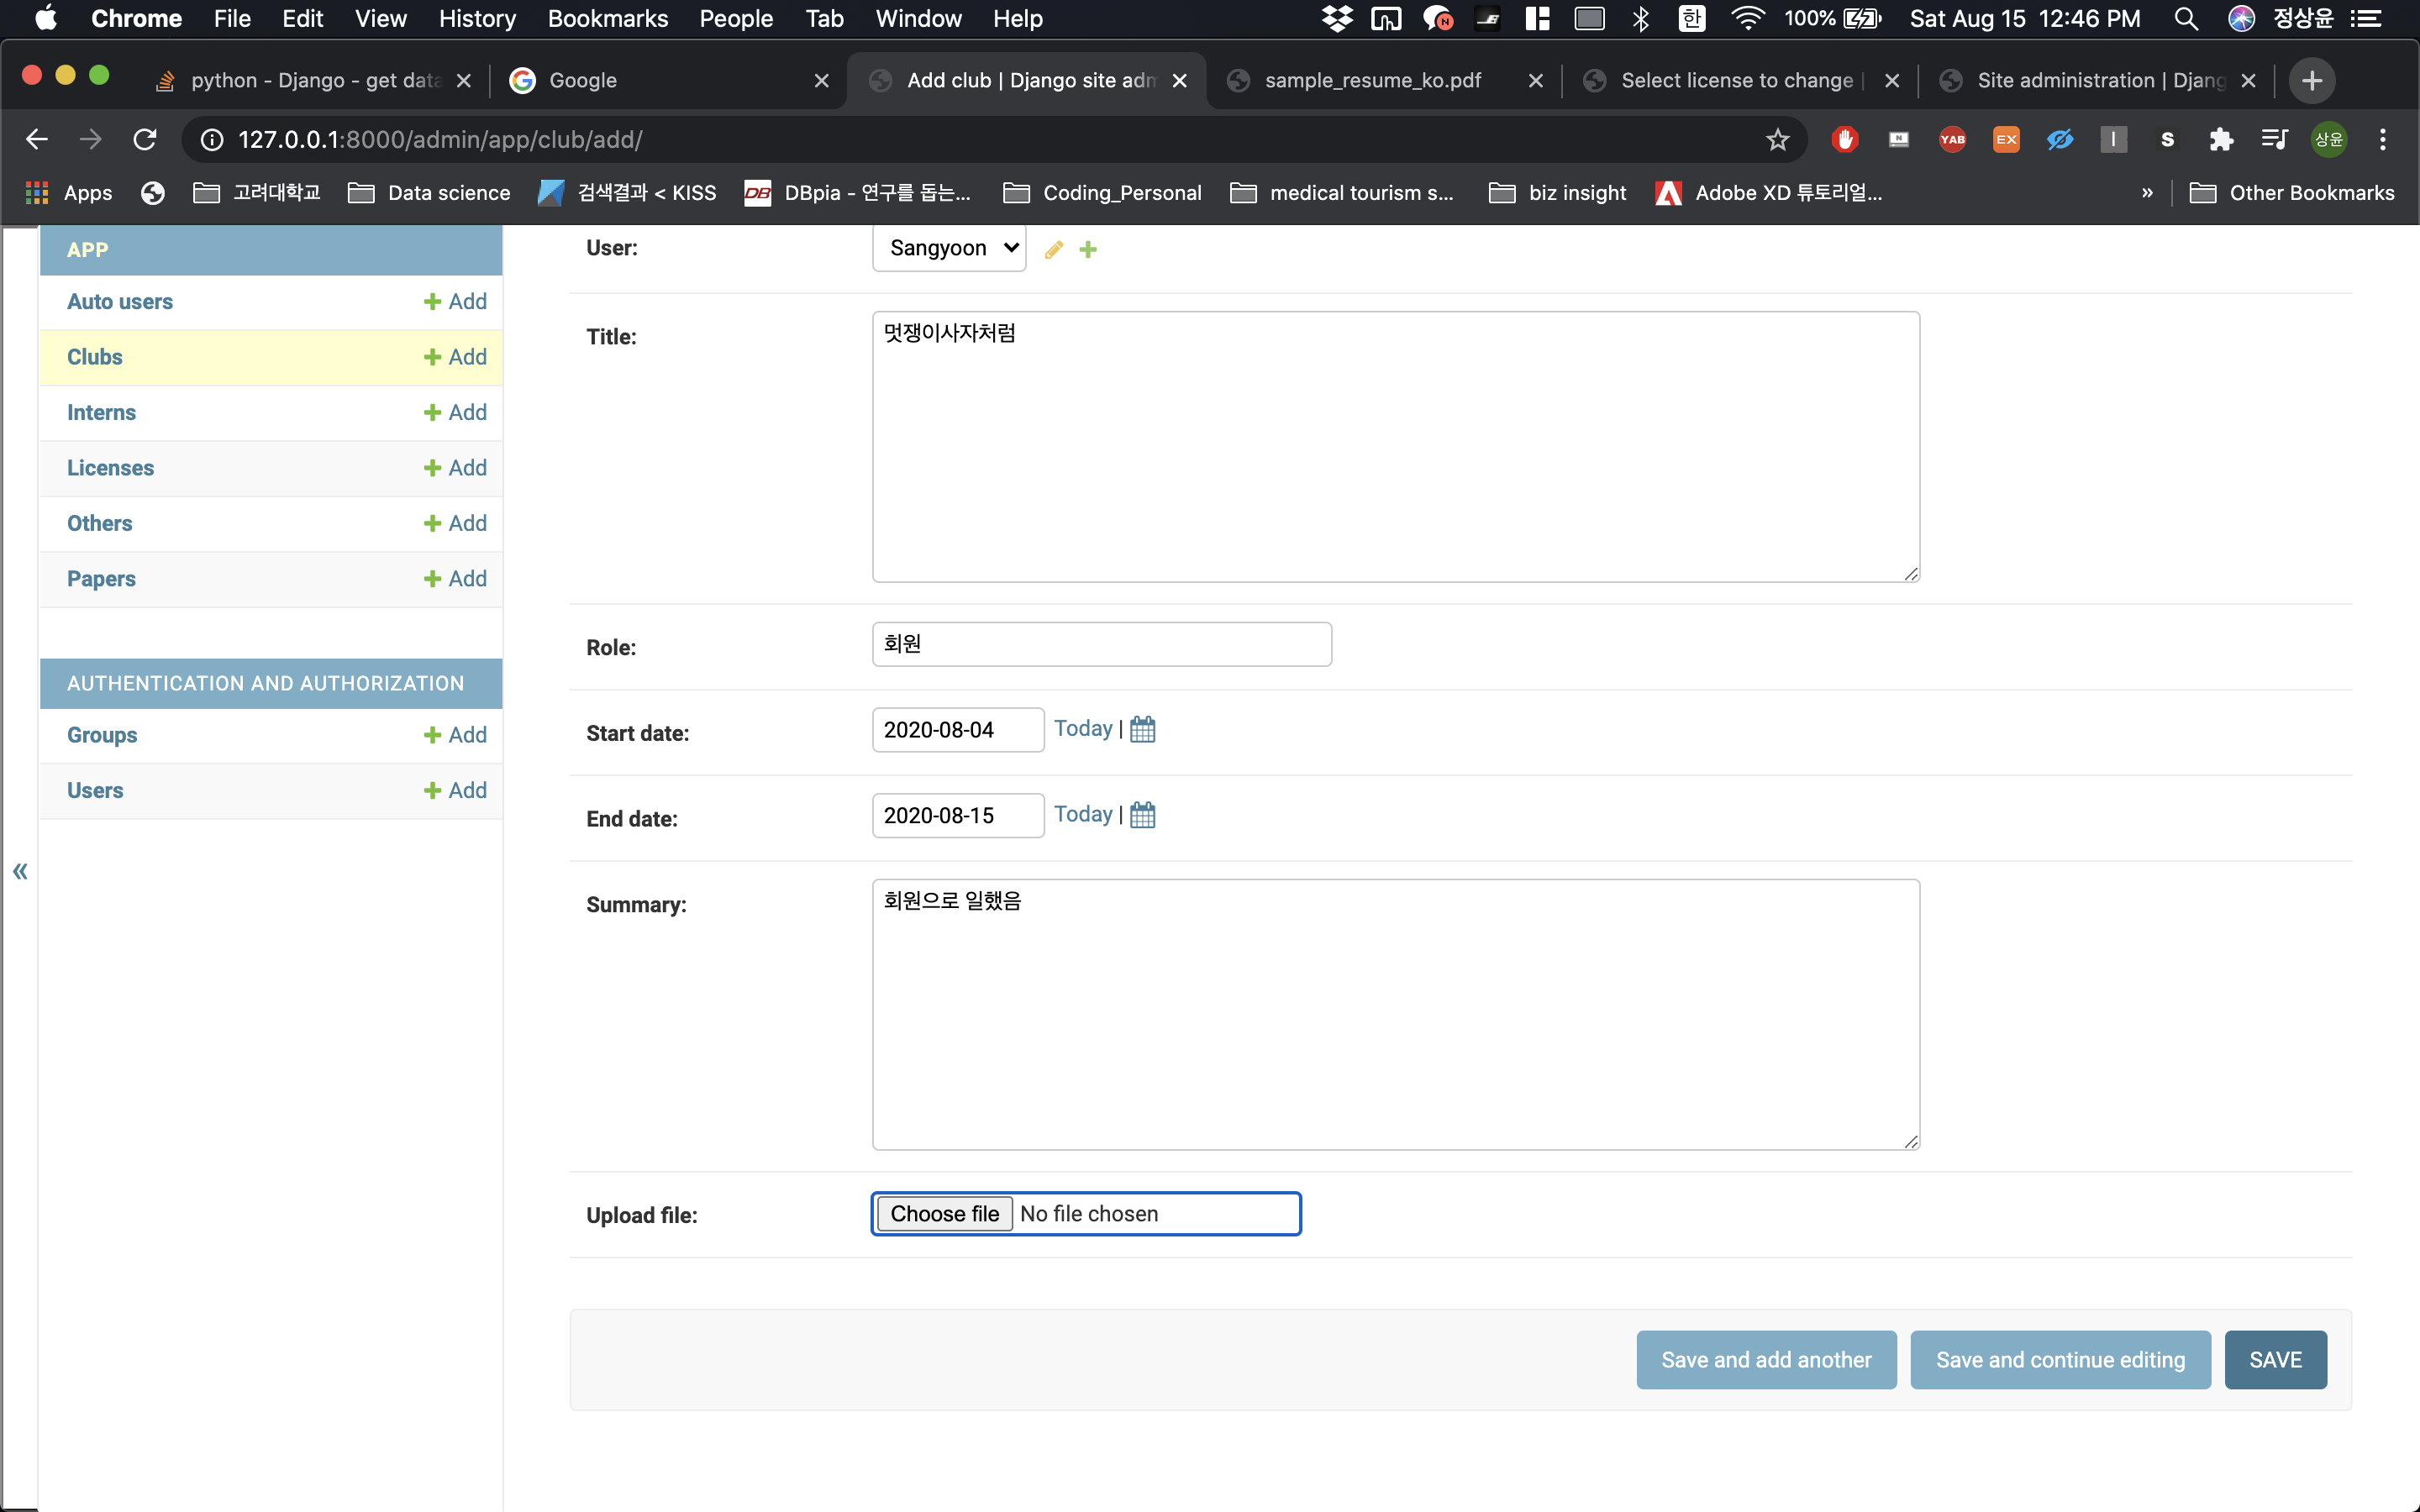 Chrome File Edit View History Bookmarks People Tab Window Help 한 100% Sat Aug 15 12:46 PM 정상윤
python - Django - get data Google Add club | Django site adm sample_resume_ko.pdf Select license to change | Site administration | Djang
127.0.0.1:8000/admin/app/club/add/ N YAB EX I S 상윤
Apps 고려대학교 Data science 검색결과 < KISS DB DBpia - 연구를 돕는... Coding_Personal medical tourism s... biz insight Adobe XD 튜토리얼... » Other Bookmarks
APP
Auto users Add
Clubs Add
Interns Add
Licenses Add
Others Add
Papers Add
AUTHENTICATION AND AUTHORIZATION
Groups Add
Users Add
«
User: Sangyoon
Title: 멋쟁이사자처럼
Role: 회원
Start date: 2020-08-04 Today |
End date: 2020-08-15 Today |
Summary: 회원으로 일했음
Upload file: Choose file No file chosen
Save and add another Save and continue editing SAVE